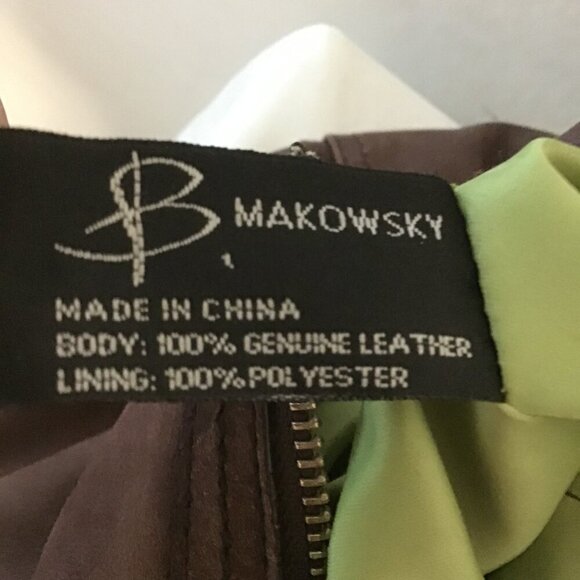 B. MAKOWSKY
MADE IN CHINA
BODY: 100% GENUINE LEATHER
LINING: 100% POLYESTER